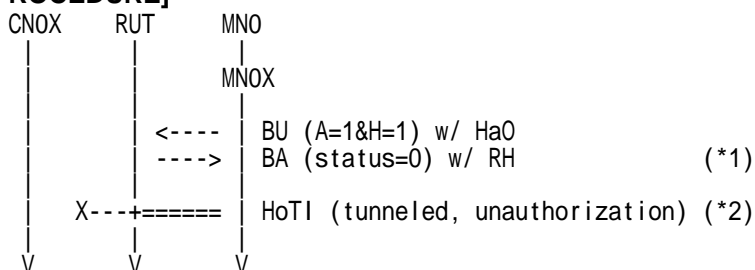 ROCEDURE]
CNOX RUT MNO
| | |
| | MNOX
| | |
| | <---- | BU (A=1&H=1) w/ HaO
| | ----> | BA (status=0) w/ RH (*1)
| | |
| X---+====== | HoTI (tunneled, unauthorization) (*2)
| | |
V V V